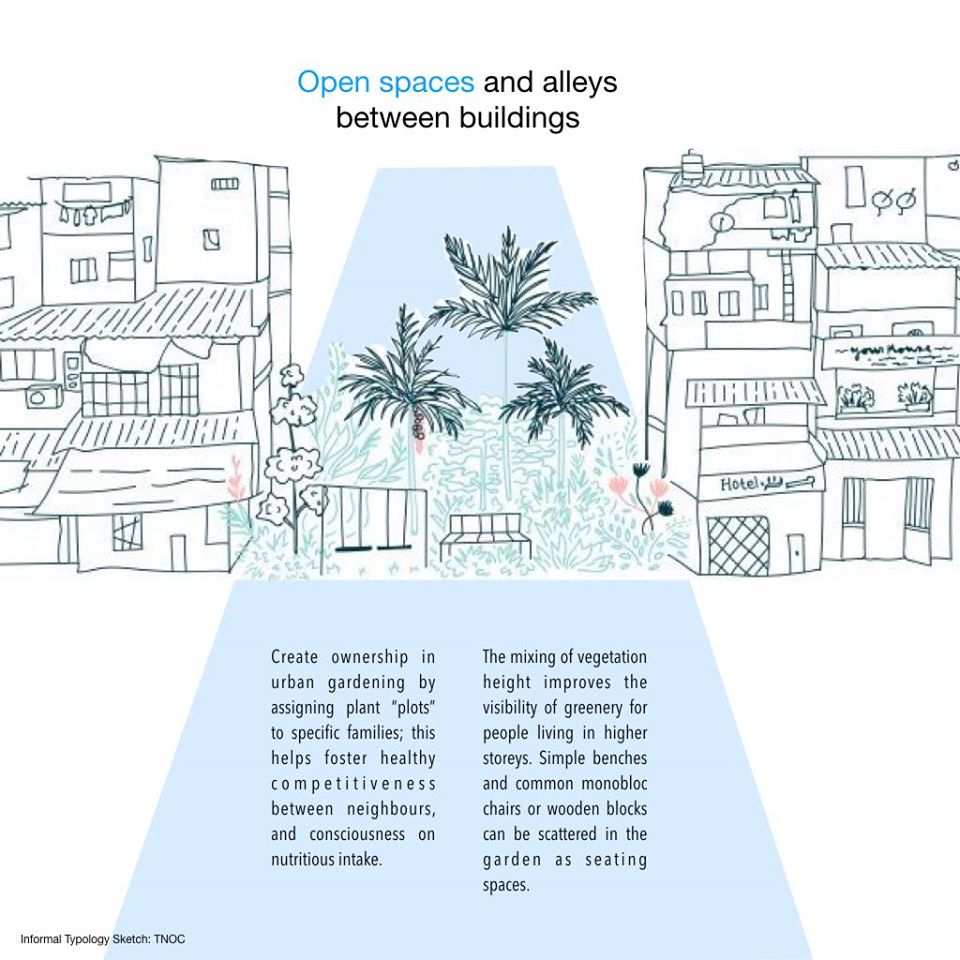 Open spaces and alleys
between buildings
~ your house ~
Hotel
Create ownership in
urban gardening by
assigning plant “plots”
to specific families; this
helps foster healthy
competitiveness
between neighbours,
and consciousness on
nutritious intake.
The mixing of vegetation
height improves the
visibility of greenery for
people living in higher
storeys. Simple benches
and common monobloc
chairs or wooden blocks
can be scattered in the
garden as seating
spaces.
Informal Typology Sketch: TNOC